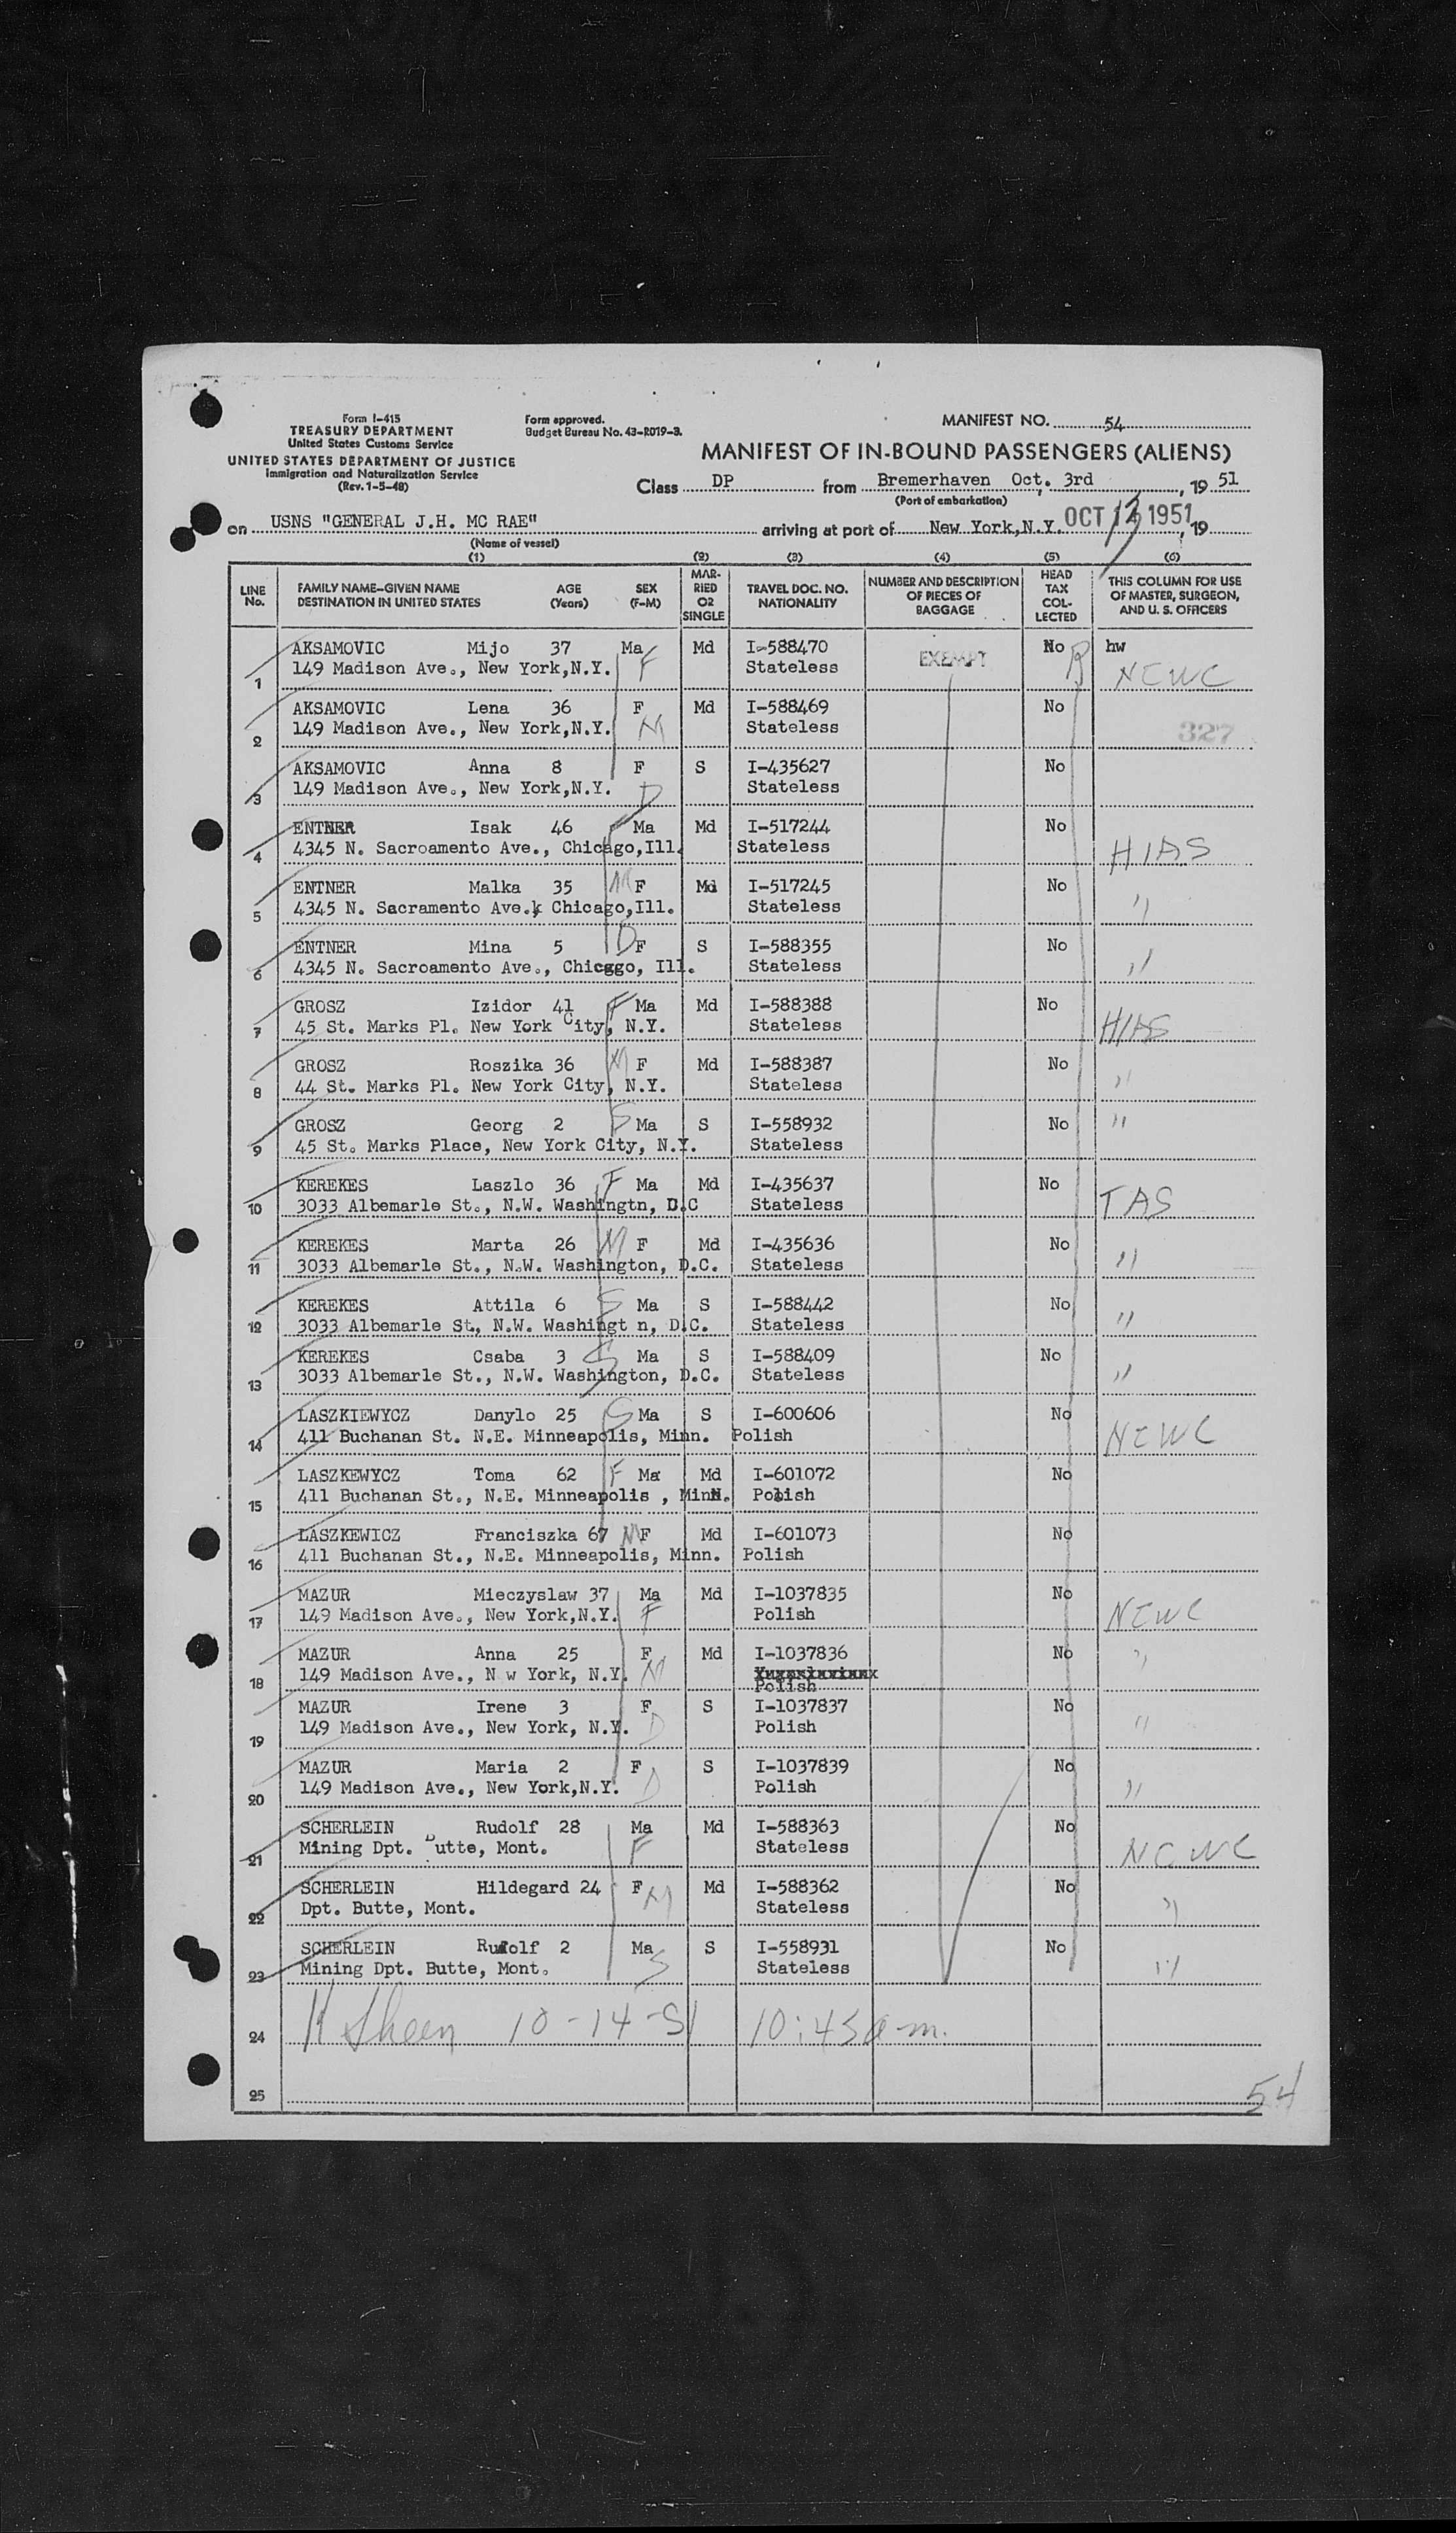 Form I-415
TREASURY DEPARTMENT
United States Customs Service
UNITED STATES DEPARTMENT OF JUSTICE
Immigration and Naturalization Service
(Rev. 1-5-48)
Form approved.
Budget Bureau No. 43-R019-3.
MANIFEST NO. 54
MANIFEST OF IN-BOUND PASSENGERS (ALIENS)
Class DP from Bremerhaven Oct. 3rd, 19 51
(Port of embarkation)
on USNS "GENERAL J.H. MC RAE" arriving at port of New York,N.Y. OCT 13 1951, 19
(Name of vessel)
(1) (2) (3) (4) (5) (6)
LINE No. FAMILY NAME-GIVEN NAME DESTINATION IN UNITED STATES AGE (Years) SEX (F-M) MARRIED OR SINGLE TRAVEL DOC. NO. NATIONALITY NUMBER AND DESCRIPTION OF PIECES OF BAGGAGE HEAD TAX COLLECTED THIS COLUMN FOR USE OF MASTER, SURGEON, AND U. S. OFFICERS
AKSAMOVIC Mijo 37 Ma Md I-588470 EXEMPT No hw
1 149 Madison Ave., New York,N.Y. F Stateless NCWC
AKSAMOVIC Lena 36 F Md I-588469 No
2 149 Madison Ave., New York,N.Y. M Stateless 327
AKSAMOVIC Anna 8 F S I-435627 No
3 149 Madison Ave., New York,N.Y. D Stateless
ENTNER Isak 46 F Ma Md I-517244 No
4 4345 N. Sacroamento Ave., Chicago,Ill. Stateless HIAS
ENTNER Malka 35 M F Md I-517245 No
5 4345 N. Sacramento Ave.k Chicago,Ill. Stateless "
ENTNER Mina 5 D F S I-588355 No
6 4345 N. Sacroamento Ave., Chicago, Ill. Stateless "
GROSZ Izidor 41 F Ma Md I-588388 No
7 45 St. Marks Pl. New York City, N.Y. Stateless HIAS
GROSZ Roszika 36 M F Md I-588387 No
8 44 St. Marks Pl. New York City, N.Y. Stateless "
GROSZ Georg 2 S Ma S I-558932 No "
9 45 St. Marks Place, New York City, N.Y. Stateless
KEREKES Laszlo 36 F Ma Md I-435637 No
10 3033 Albemarle St., N.W. Washingtn, D.C Stateless TAS
KEREKES Marta 26 M F Md I-435636 No
11 3033 Albemarle St., N.W. Washington, D.C. Stateless "
KEREKES Attila 6 S Ma S I-588442 No
12 3033 Albemarle St., N.W. Washingt n, D.C. Stateless "
KEREKES Csaba 3 S Ma S I-588409 No
13 3033 Albemarle St., N.W. Washington, D.C. Stateless "
LASZKIEWYCZ Danylo 25 S Ma S I-600606 No
14 411 Buchanan St. N.E. Minneapolis, Minn. Polish NCWC
LASZKEWYCZ Toma 62 F Ma Md I-601072 No
15 411 Buchanan St., N.E. Minneapolis , Minn. Polish
LASZKEWICZ Franciszka 67 M F Md I-601073 No
16 411 Buchanan St., N.E. Minneapolis, Minn. Polish
MAZUR Mieczyslaw 37 Ma Md I-1037835 No
17 149 Madison Ave., New York,N.Y. F Polish NCWC
MAZUR Anna 25 F Md I-1037836 No "
18 149 Madison Ave., N w York, N.Y. M
Polish
MAZUR Irene 3 F S I-1037837 No
19 149 Madison Ave., New York, N.Y. D Polish "
MAZUR Maria 2 F S I-1037839 No
20 149 Madison Ave., New York,N.Y. D Polish "
SCHERLEIN Rudolf 28 Ma Md I-588363 No
21 Mining Dpt. Butte, Mont. F Stateless NCWC
SCHERLEIN Hildegard 24 F M Md I-588362 No
22 Dpt. Butte, Mont. Stateless "
SCHERLEIN Rudolf 2 Ma S I-558931 No
23 Mining Dpt. Butte, Mont. S Stateless "
24 H Sheen 10-14-51 10:45 a-m.
25
54